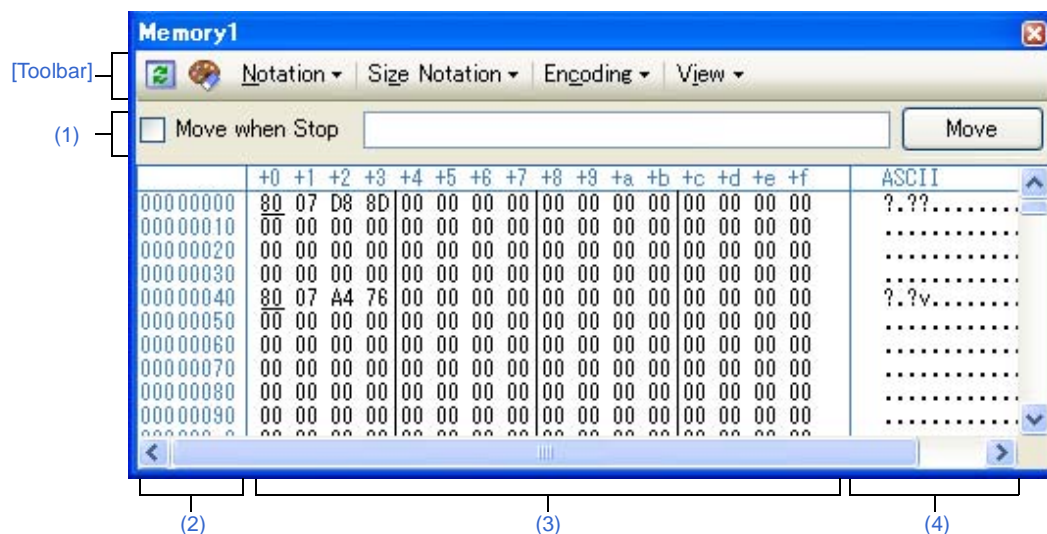 Memory1
[Toolbar] Notation Size Notation Encoding View
(1) Move when Stop Move
+0 +1 +2 +3 +4 +5 +6 +7 +8 +9 +a +b +c +d +e +f ASCII
00000000 80 07 D8 8D 00 00 00 00 00 00 00 00 00 00 00 00 ?.??........
00000010 00 00 00 00 00 00 00 00 00 00 00 00 00 00 00 00 ............
00000020 00 00 00 00 00 00 00 00 00 00 00 00 00 00 00 00 ............
00000030 00 00 00 00 00 00 00 00 00 00 00 00 00 00 00 00 ............
00000040 80 07 A4 76 00 00 00 00 00 00 00 00 00 00 00 00 ?.?v........
00000050 00 00 00 00 00 00 00 00 00 00 00 00 00 00 00 00 ............
00000060 00 00 00 00 00 00 00 00 00 00 00 00 00 00 00 00 ............
00000070 00 00 00 00 00 00 00 00 00 00 00 00 00 00 00 00 ............
00000080 00 00 00 00 00 00 00 00 00 00 00 00 00 00 00 00 ............
00000090 00 00 00 00 00 00 00 00 00 00 00 00 00 00 00 00 ............
(2) (3) (4)